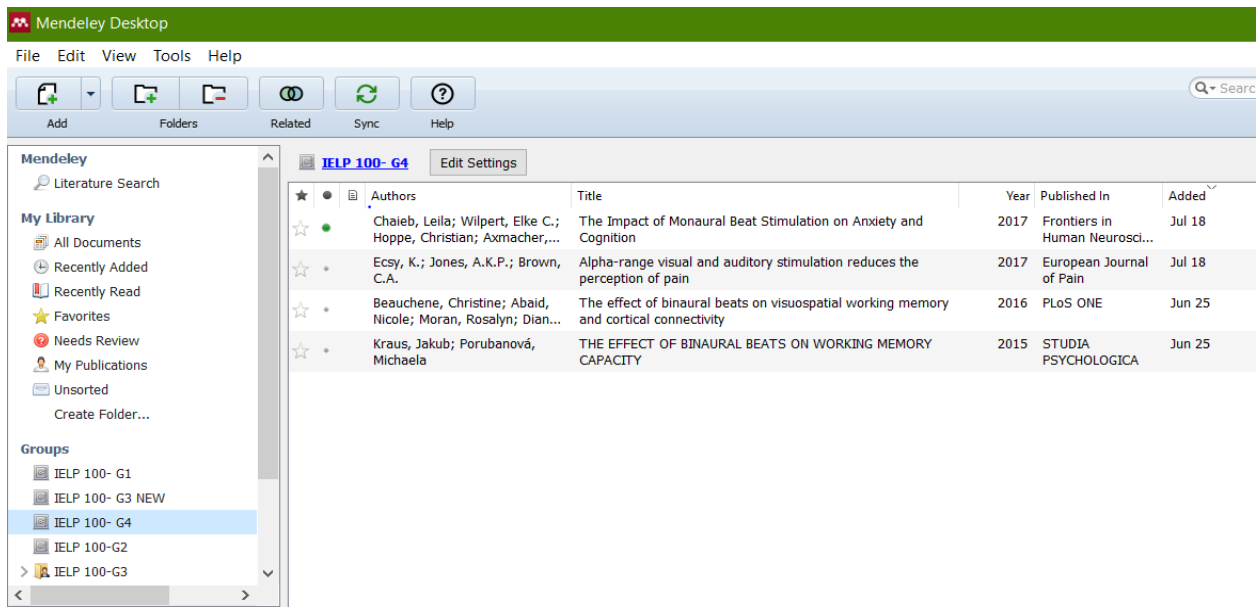 Mendeley Desktop
File Edit View Tools Help
Add Folders Related Sync Help
Searc
Mendeley
Literature Search
My Library
All Documents
Recently Added
Recently Read
Favorites
Needs Review
My Publications
Unsorted
Create Folder...
Groups
IELP 100- G1
IELP 100- G3 NEW
IELP 100- G4
IELP 100-G2
IELP 100-G3
IELP 100- G4 Edit Settings
Authors Title Year Published In Added
Chaieb, Leila; Wilpert, Elke C.; The Impact of Monaural Beat Stimulation on Anxiety and 2017 Frontiers in Jul 18
Hoppe, Christian; Axmacher,... Cognition Human Neurosci...
Ecsy, K.; Jones, A.K.P.; Brown, Alpha-range visual and auditory stimulation reduces the 2017 European Journal Jul 18
C.A. perception of pain of Pain
Beauchene, Christine; Abaid, The effect of binaural beats on visuospatial working memory 2016 PLoS ONE Jun 25
Nicole; Moran, Rosalyn; Dian... and cortical connectivity
Kraus, Jakub; Porubanová, THE EFFECT OF BINAURAL BEATS ON WORKING MEMORY 2015 STUDIA Jun 25
Michaela CAPACITY PSYCHOLOGICA